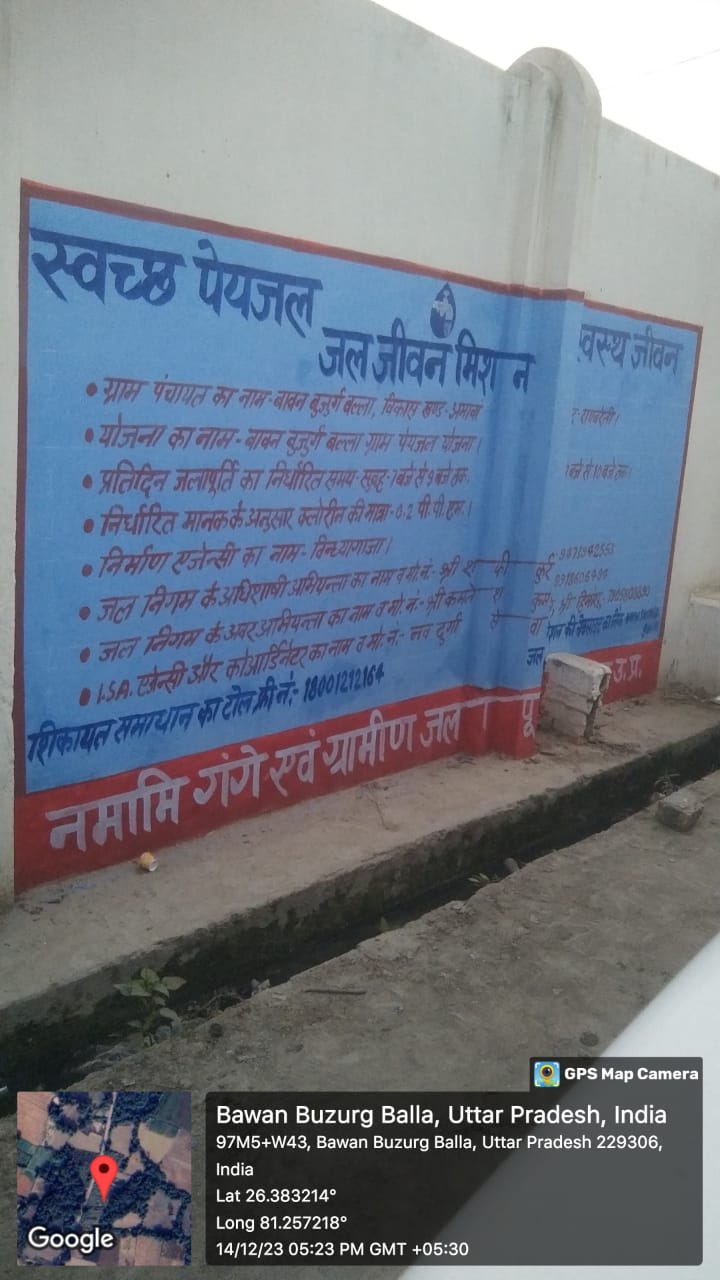 स्वच्छ पेयजल
जल जीवन मिश न
वस्थ जीवन
• ग्राम पंचायत का नाम- बावन बुजुर्ग बल्ला, विकास खण्ड- अमावा
• योजना का नाम- बावन बुजुर्ग बल्ला ग्राम पेयजल योजना।
• प्रतिदिन जलापूर्ति का निर्धारित समय- सुबह- 7 बजे से 9 बजे तक,
• निर्धारित मानक के अनुसार क्लोरीन की मात्रा- 0.2 पी.पी.एम.।
• निर्माण एजेन्सी का नाम- विन्ध्यागाजा।
• जल निगम के अधिशाषी अभियन्ता का नाम व मो.नं.- श्री
• जल निगम के अवर अभियन्ता का नाम व मो.नं.- श्री
• I.S.A. एजेन्सी और कोआर्डिनेटर का नाम व मो.नं.- नव दुर्गा
शिकायत समाधान का टोल फ्री नं.- 18001212164
नमामि गंगे एवं ग्रामीण जल पू उ.प्र.
GPS Map Camera
Google
Bawan Buzurg Balla, Uttar Pradesh, India
97M5+W43, Bawan Buzurg Balla, Uttar Pradesh 229306,
India
Lat 26.383214°
Long 81.257218°
14/12/23 05:23 PM GMT +05:30